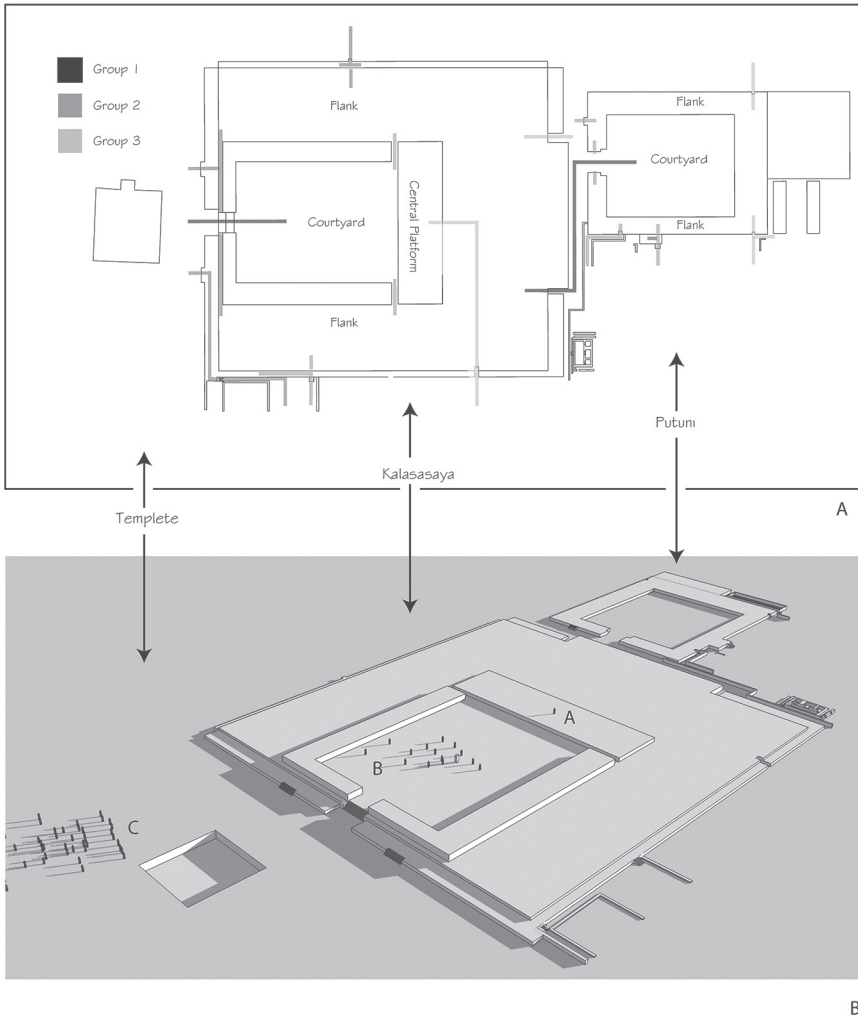 Group 1
Group 2
Group 3
Flank
Courtyard
Central Platform
Flank
Flank
Courtyard
Flank
Templete
Kalasasaya
Putuni
A
A
B
C
B